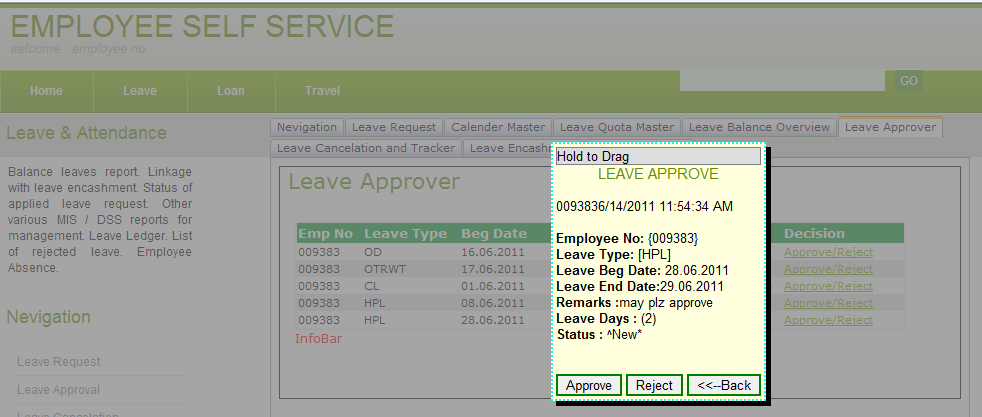 EMPLOYEE SELF SERVICE
welcome : employee no
Home Leave Loan Travel GO
Leave & Attendance
Balance leaves report. Linkage
with leave encashment. Status of
applied leave request. Other
various MIS / DSS reports for
management. Leave Ledger. List
of rejected leave. Employee
Absence.
Nevigation
Leave Request
Leave Approval
Leave Cancelation
Nevigation Leave Request Calender Master Leave Quota Master Leave Balance Overview Leave Approver
Leave Cancelation and Tracker Leave Encash
Leave Approver
Emp No Leave Type Beg Date Decision
009383 OD 16.06.2011 Approve/Reject
009383 OTRWT 17.06.2011 Approve/Reject
009383 CL 01.06.2011 Approve/Reject
009383 HPL 08.06.2011 Approve/Reject
009383 HPL 28.06.2011 Approve/Reject
InfoBar
Hold to Drag
LEAVE APPROVE
0093836/14/2011 11:54:34 AM
Employee No: {009383}
Leave Type: [HPL]
Leave Beg Date: 28.06.2011
Leave End Date:29.06.2011
Remarks :may plz approve
Leave Days : (2)
Status : ^New*
Approve Reject <<--Back